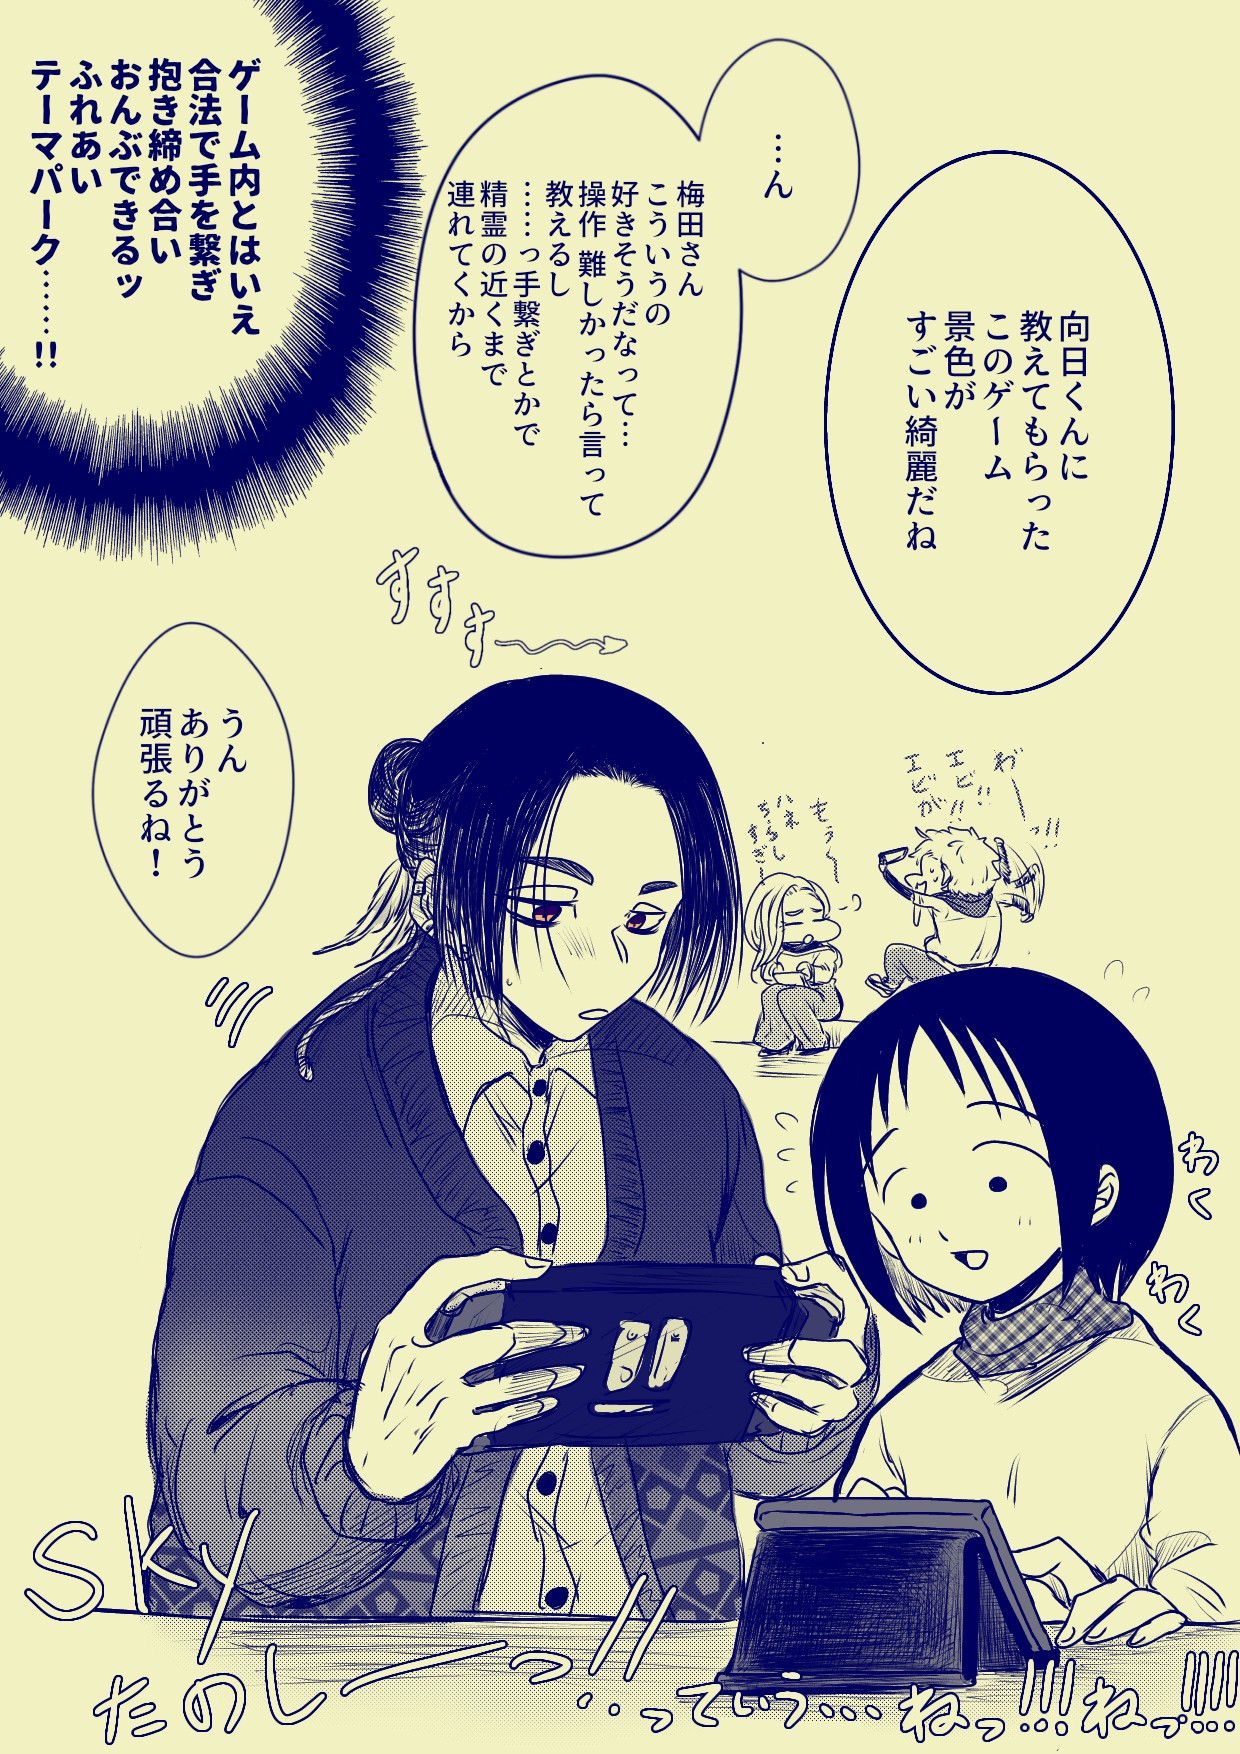 向日くんに
教えてもらった
このゲーム
景色が
すごい綺麗だね
…ん
梅田さん
こういうの
好きそうだなって…
操作 難しかったら言って
教えるし
……っ手繋ぎとかで
精霊の近くまで
連れてくから
ゲーム内とはいえ
合法で手を繋ぎ
抱き締め合い
おんぶできるッ
ふれあい
テーマパーク……!!
すすすー
うん
ありがとう
頑張るね！
わーっ!!
エビ!!
エビが!!
もう〜
ハネ
ちらし
すぎ
わく
わく
Sky
たのしーっ!!
…っていう…ねっ!!!ねっ!!!!!